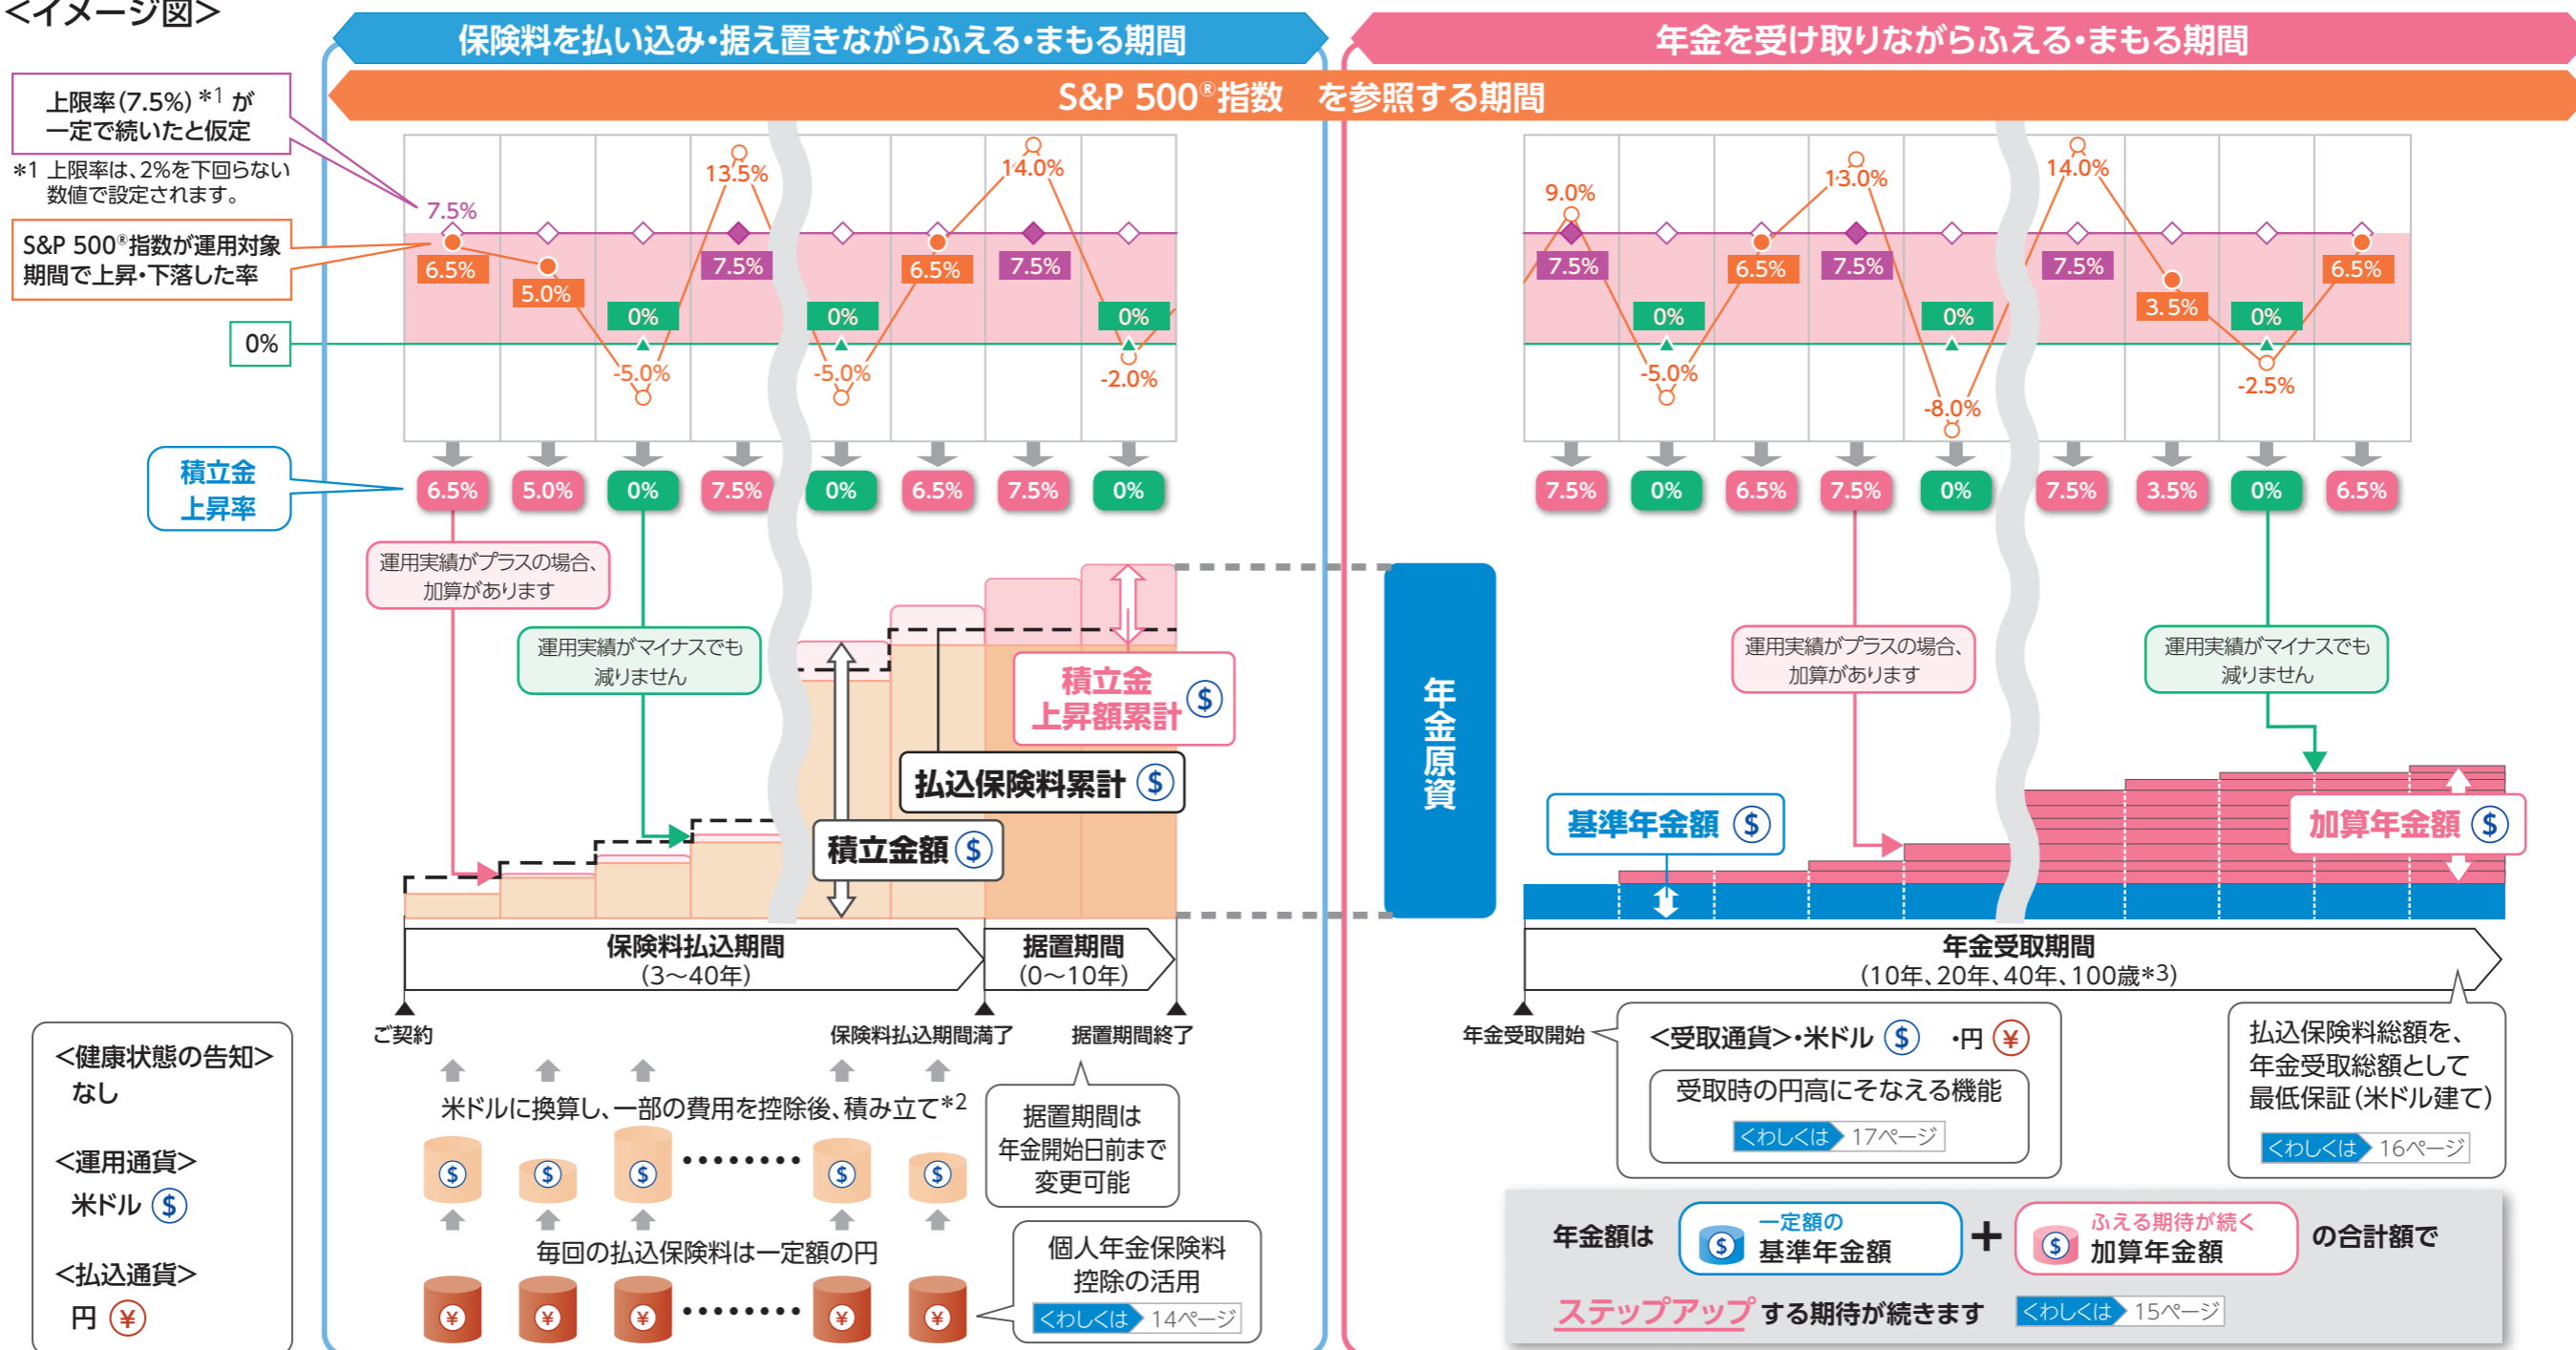 <イメージ図>
保険料を払い込み・据え置きながらふえる・まもる期間
年金を受け取りながらふえる・まもる期間
S&P 500®指数　を参照する期間
上限率(7.5%)*1 が
一定で続いたと仮定
*1 上限率は、2%を下回らない
数値で設定されます。
S&P 500®指数が運用対象
期間で上昇・下落した率
0%
7.5%
13.5%
14.0%
6.5%
5.0%
0%
7.5%
0%
6.5%
7.5%
0%
-5.0%
-5.0%
-2.0%
9.0%
13.0%
14.0%
7.5%
0%
6.5%
7.5%
0%
7.5%
3.5%
0%
6.5%
-5.0%
-8.0%
-2.5%
積立金
上昇率
6.5% 5.0% 0% 7.5% 0% 6.5% 7.5% 0%
7.5% 0% 6.5% 7.5% 0% 7.5% 3.5% 0% 6.5%
運用実績がプラスの場合、
加算があります
運用実績がマイナスでも
減りません
積立金
上昇額累計 $
払込保険料累計 $
積立金額 $
年金原資
運用実績がプラスの場合、
加算があります
運用実績がマイナスでも
減りません
基準年金額 $
加算年金額 $
保険料払込期間
(3～40年)
据置期間
(0～10年)
年金受取期間
(10年、20年、40年、100歳*3)
ご契約
保険料払込期間満了
据置期間終了
年金受取開始
<健康状態の告知>
なし
<運用通貨>
米ドル $
<払込通貨>
円 ¥
米ドルに換算し、一部の費用を控除後、積み立て*2
$ $ $ ‥‥‥‥ $ $
毎回の払込保険料は一定額の円
¥ ¥ ¥ ‥‥‥‥ ¥ ¥
据置期間は
年金開始日前まで
変更可能
個人年金保険料
控除の活用
くわしくは 14ページ
<受取通貨>・米ドル $ ・円 ¥
受取時の円高にそなえる機能
くわしくは 17ページ
払込保険料総額を、
年金受取総額として
最低保証(米ドル建て)
くわしくは 16ページ
年金額は $ 一定額の
基準年金額 + $ ふえる期待が続く
加算年金額 の合計額で
ステップアップする期待が続きます くわしくは 15ページ